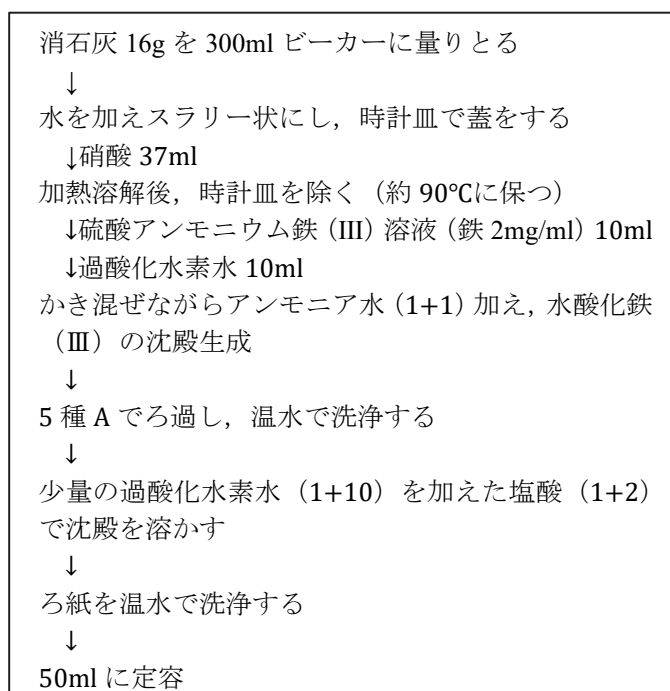 消石灰 16g を 300ml ビーカーに量りとる
↓
水を加えスラリー状にし，時計皿で蓋をする
↓硝酸 37ml
加熱溶解後，時計皿を除く（約 90℃に保つ）
↓硫酸アンモニウム鉄（III）溶液（鉄 2mg/ml）10ml
↓過酸化水素水 10ml
かき混ぜながらアンモニア水（1+1）加え，水酸化鉄
（Ⅲ）の沈殿生成
↓
5 種 A でろ過し，温水で洗浄する
↓
少量の過酸化水素水（1+10）を加えた塩酸（1+2）
で沈殿を溶かす
↓
ろ紙を温水で洗浄する
↓
50ml に定容